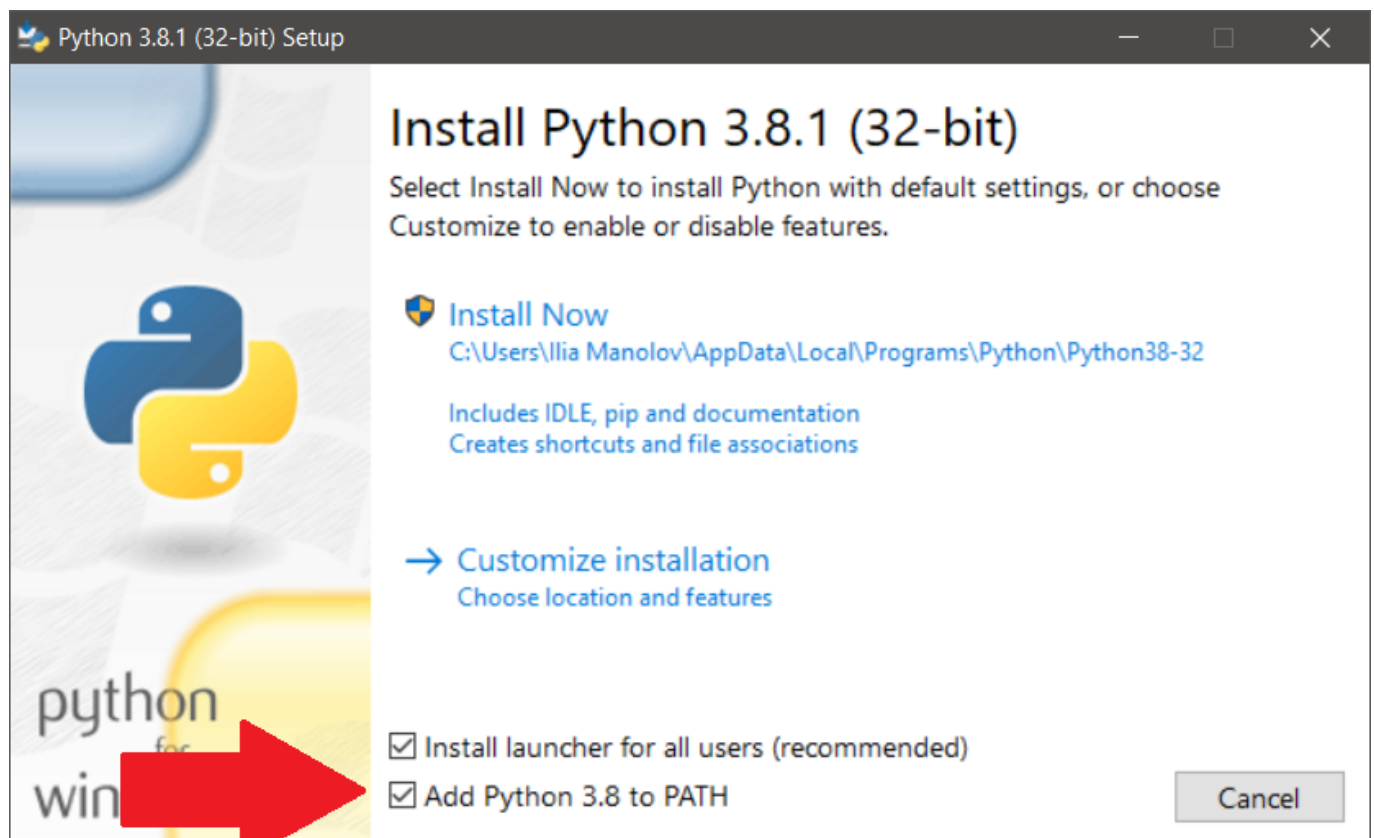 Python 3.8.1 (32-bit) Setup
Install Python 3.8.1 (32-bit)
Select Install Now to install Python with default settings, or choose
Customize to enable or disable features.
Install Now
C:\Users\Ilia Manolov\AppData\Local\Programs\Python\Python38-32
Includes IDLE, pip and documentation
Creates shortcuts and file associations
Customize installation
Choose location and features
python
for
win
Install launcher for all users (recommended)
Add Python 3.8 to PATH
Cancel